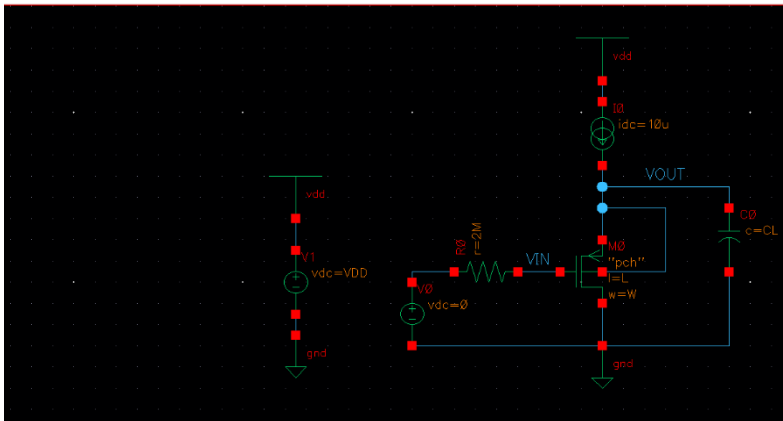 vdd
I0
idc=10u
VOUT
vdd
C0
c=CL
R0
r=2M
VIN
M0
"pch"
l=L
w=W
V1
vdc=VDD
V0
vdc=0
gnd
gnd